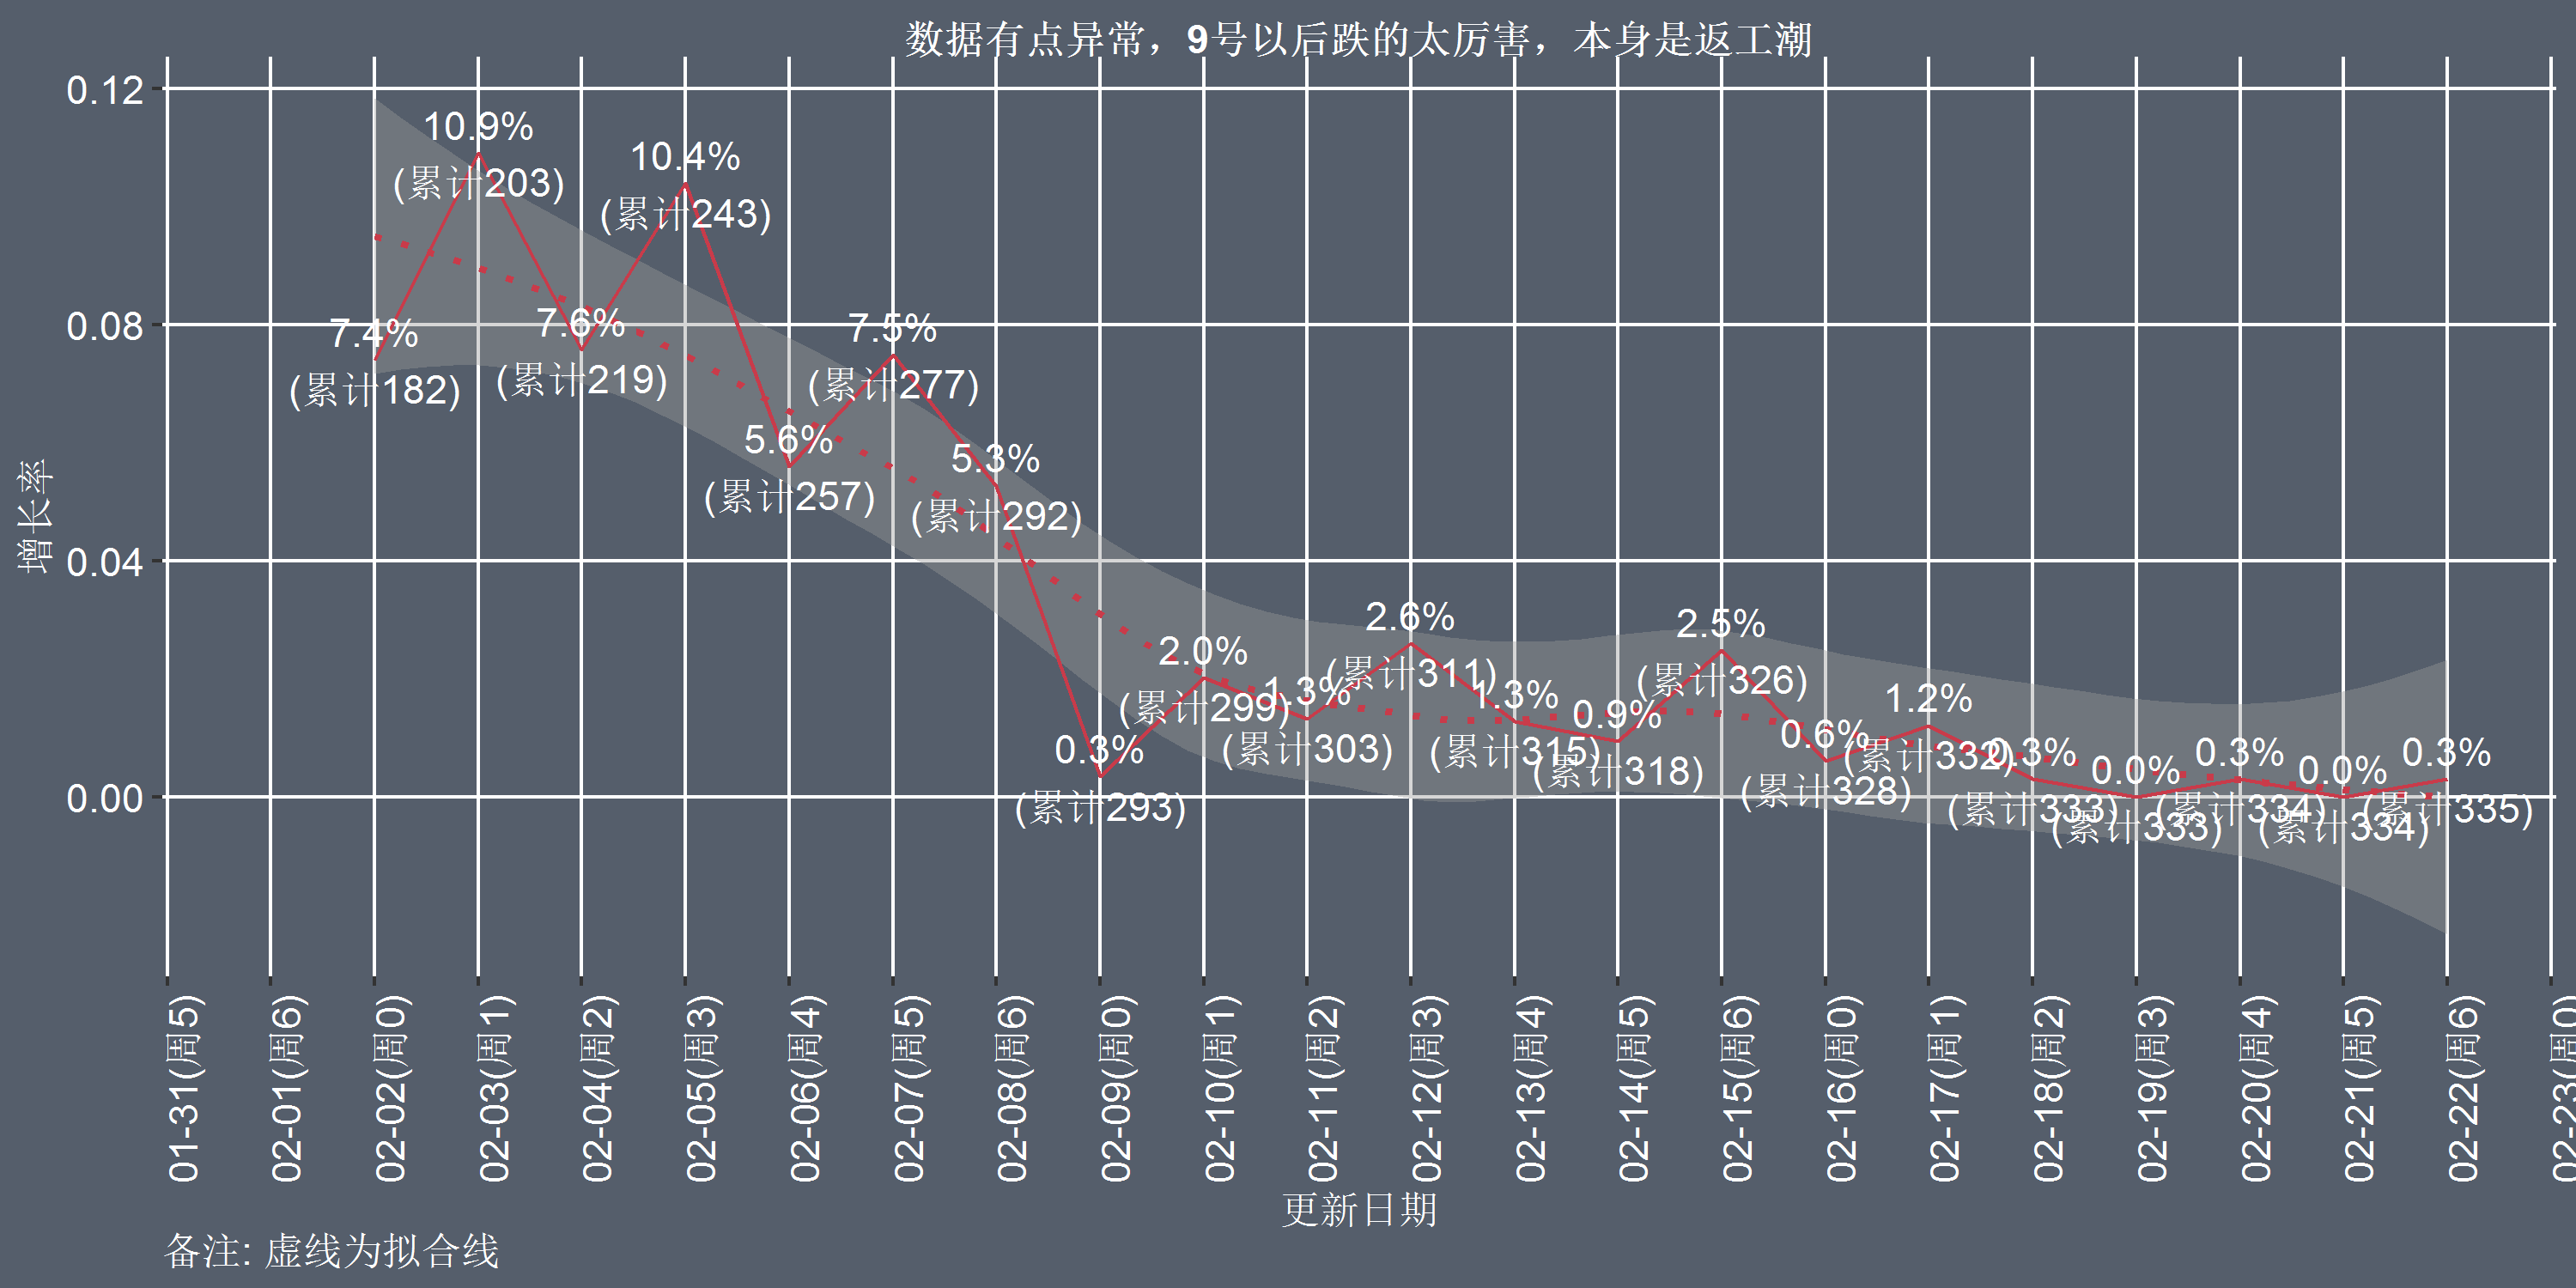 数据有点异常，9号以后跌的太厉害，本身是返工潮
增长率
0.12
0.08
0.04
0.00
7.4%
(累计182)
10.9%
(累计203)
7.6%
(累计219)
10.4%
(累计243)
5.6%
(累计257)
7.5%
(累计277)
5.3%
(累计292)
0.3%
(累计293)
2.0%
(累计299)
1.3%
(累计303)
2.6%
(累计311)
1.3%
(累计315)
0.9%
(累计318)
2.5%
(累计326)
0.6%
(累计328)
1.2%
(累计332)
0.3%
(累计333)
0.0%
(累计333)
0.3%
(累计334)
0.0%
(累计334)
0.3%
(累计335)
01-31(周5)
02-01(周6)
02-02(周0)
02-03(周1)
02-04(周2)
02-05(周3)
02-06(周4)
02-07(周5)
02-08(周6)
02-09(周0)
02-10(周1)
02-11(周2)
02-12(周3)
02-13(周4)
02-14(周5)
02-15(周6)
02-16(周0)
02-17(周1)
02-18(周2)
02-19(周3)
02-20(周4)
02-21(周5)
02-22(周6)
02-23(周0)
更新日期
备注: 虚线为拟合线